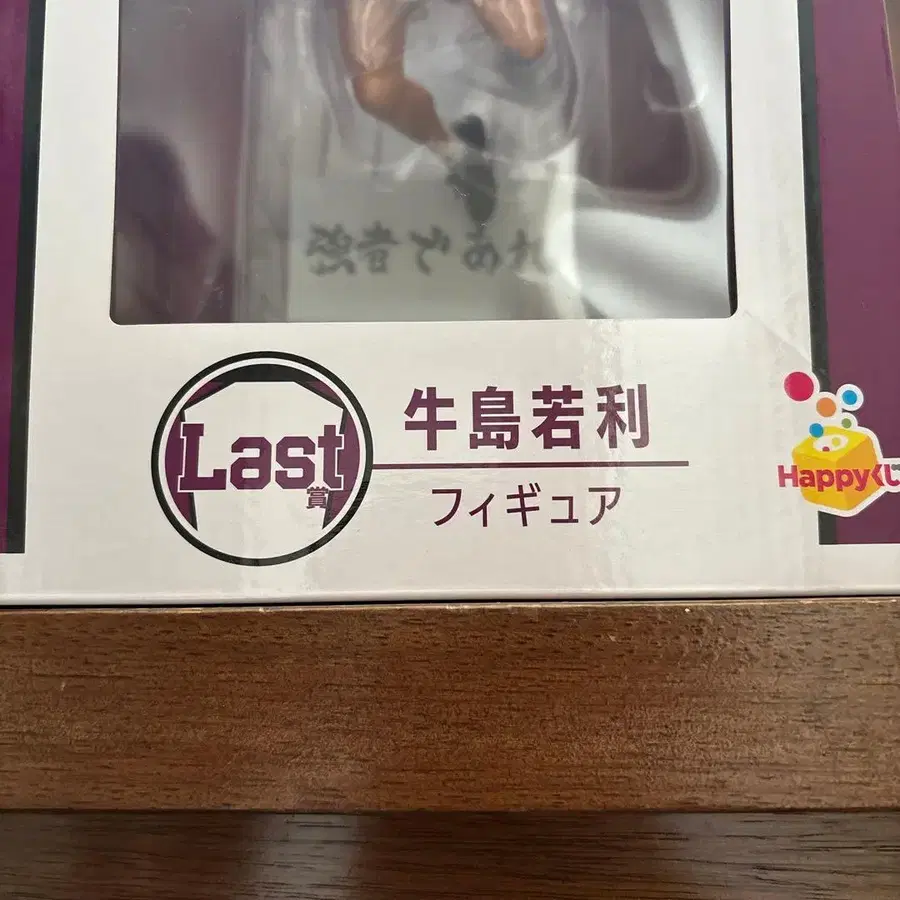 強者であれ
Last
賞
牛島若利
フィギュア
Happyくじ